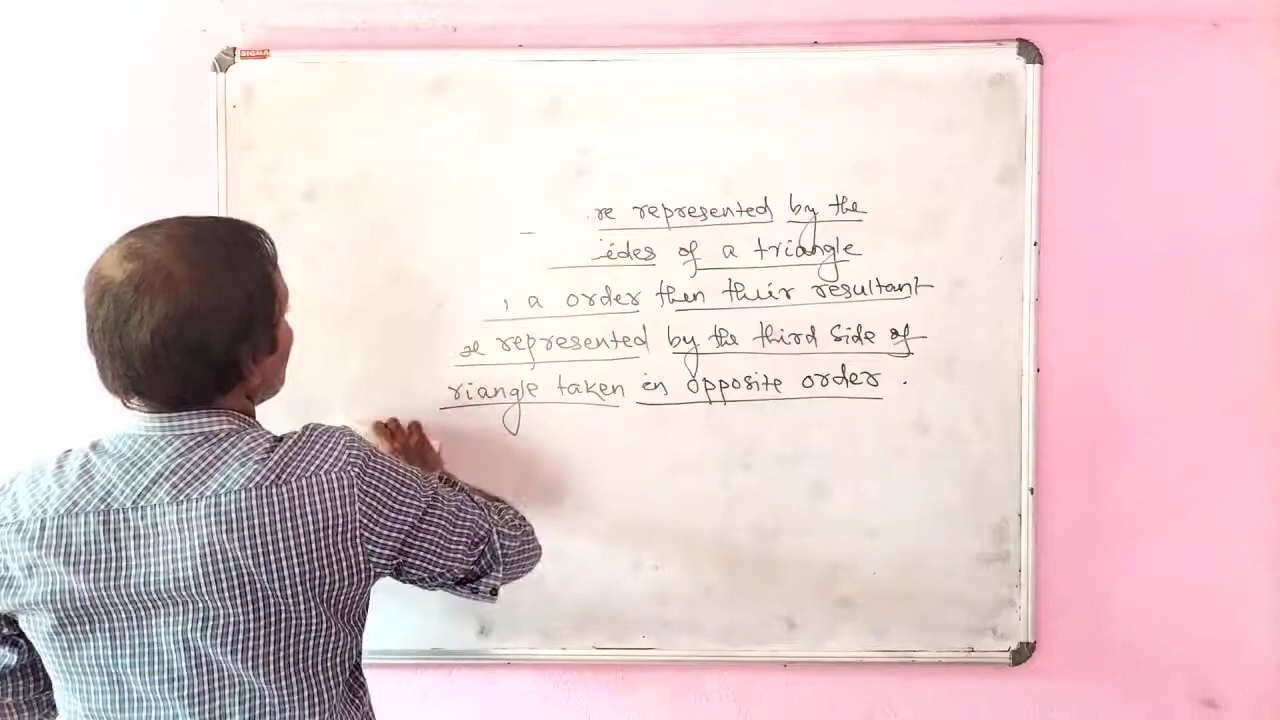 SIGMA
re represented by the
ides of a triangle
, a order then their resultant
represented by the third side of
riangle taken in opposite order .